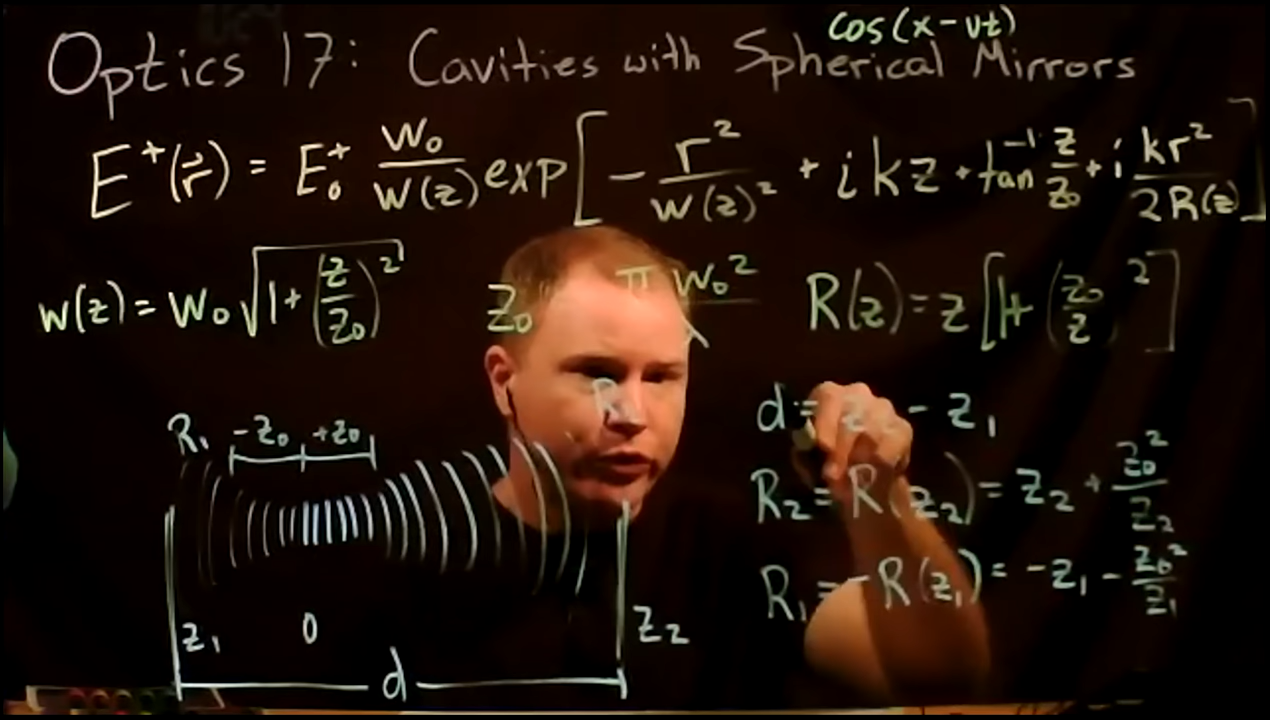 cos(x-vt)
Optics 17: Cavities with Spherical Mirrors
E⁺(r⃗) = E₀⁺ W₀/W(z) exp[ - r²/W(z)² + ikz + tan⁻¹ z/z₀ + i kr²/2R(z) ]
W(z) = W₀ √(1+(z/z₀)²)
z₀ π W₀²/λ
R(z) = z [1+ (z₀/z)²]
R₁ -z₀ +z₀
z₁ 0 z₂
d
d = z₂ - z₁
R₂ = R(z₂) = z₂ + z₀²/z₂
R₁ = -R(z₁) = -z₁ - z₀²/z₁